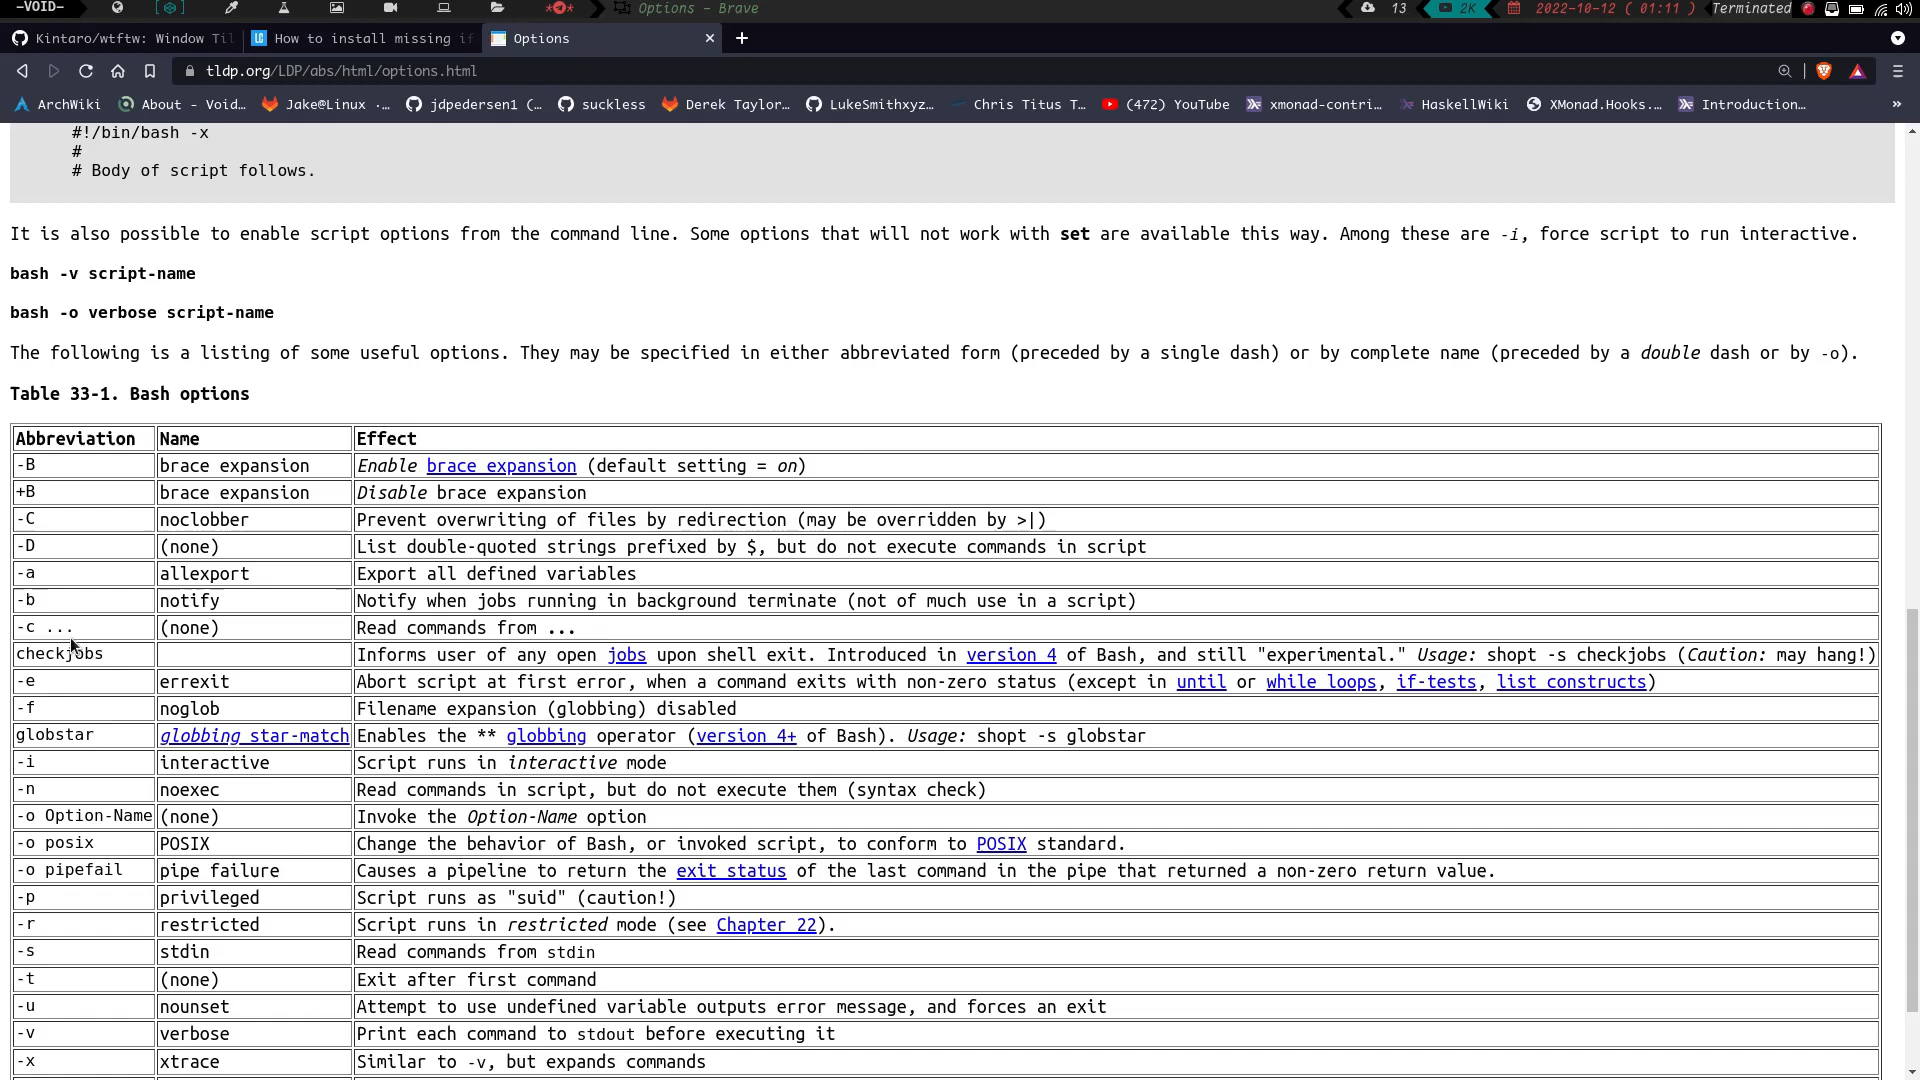 -VOID-
Options - Brave
13
2K
2022-10-12 ( 01:11 )
Terminated
Kintaro/wtftw: Window Til
How to install missing if
Options
tldp.org/LDP/abs/html/options.html
ArchWiki
About - Void...
Jake@Linux ·...
jdpedersen1 (...
suckless
Derek Taylor...
LukeSmithxyz...
Chris Titus T...
(472) YouTube
xmonad-contri...
HaskellWiki
XMonad.Hooks....
Introduction...
»
#!/bin/bash -x
#
# Body of script follows.
It is also possible to enable script options from the command line. Some options that will not work with set are available this way. Among these are -i, force script to run interactive.
bash -v script-name
bash -o verbose script-name
The following is a listing of some useful options. They may be specified in either abbreviated form (preceded by a single dash) or by complete name (preceded by a double dash or by -o).
Table 33-1. Bash options
Abbreviation Name Effect
-B brace expansion Enable brace expansion (default setting = on)
+B brace expansion Disable brace expansion
-C noclobber Prevent overwriting of files by redirection (may be overridden by >|)
-D (none) List double-quoted strings prefixed by $, but do not execute commands in script
-a allexport Export all defined variables
-b notify Notify when jobs running in background terminate (not of much use in a script)
-c ... (none) Read commands from ...
checkjobs Informs user of any open jobs upon shell exit. Introduced in version 4 of Bash, and still "experimental." Usage: shopt -s checkjobs (Caution: may hang!)
-e errexit Abort script at first error, when a command exits with non-zero status (except in until or while loops, if-tests, list constructs)
-f noglob Filename expansion (globbing) disabled
globstar globbing star-match Enables the ** globbing operator (version 4+ of Bash). Usage: shopt -s globstar
-i interactive Script runs in interactive mode
-n noexec Read commands in script, but do not execute them (syntax check)
-o Option-Name (none) Invoke the Option-Name option
-o posix POSIX Change the behavior of Bash, or invoked script, to conform to POSIX standard.
-o pipefail pipe failure Causes a pipeline to return the exit status of the last command in the pipe that returned a non-zero return value.
-p privileged Script runs as "suid" (caution!)
-r restricted Script runs in restricted mode (see Chapter 22).
-s stdin Read commands from stdin
-t (none) Exit after first command
-u nounset Attempt to use undefined variable outputs error message, and forces an exit
-v verbose Print each command to stdout before executing it
-x xtrace Similar to -v, but expands commands